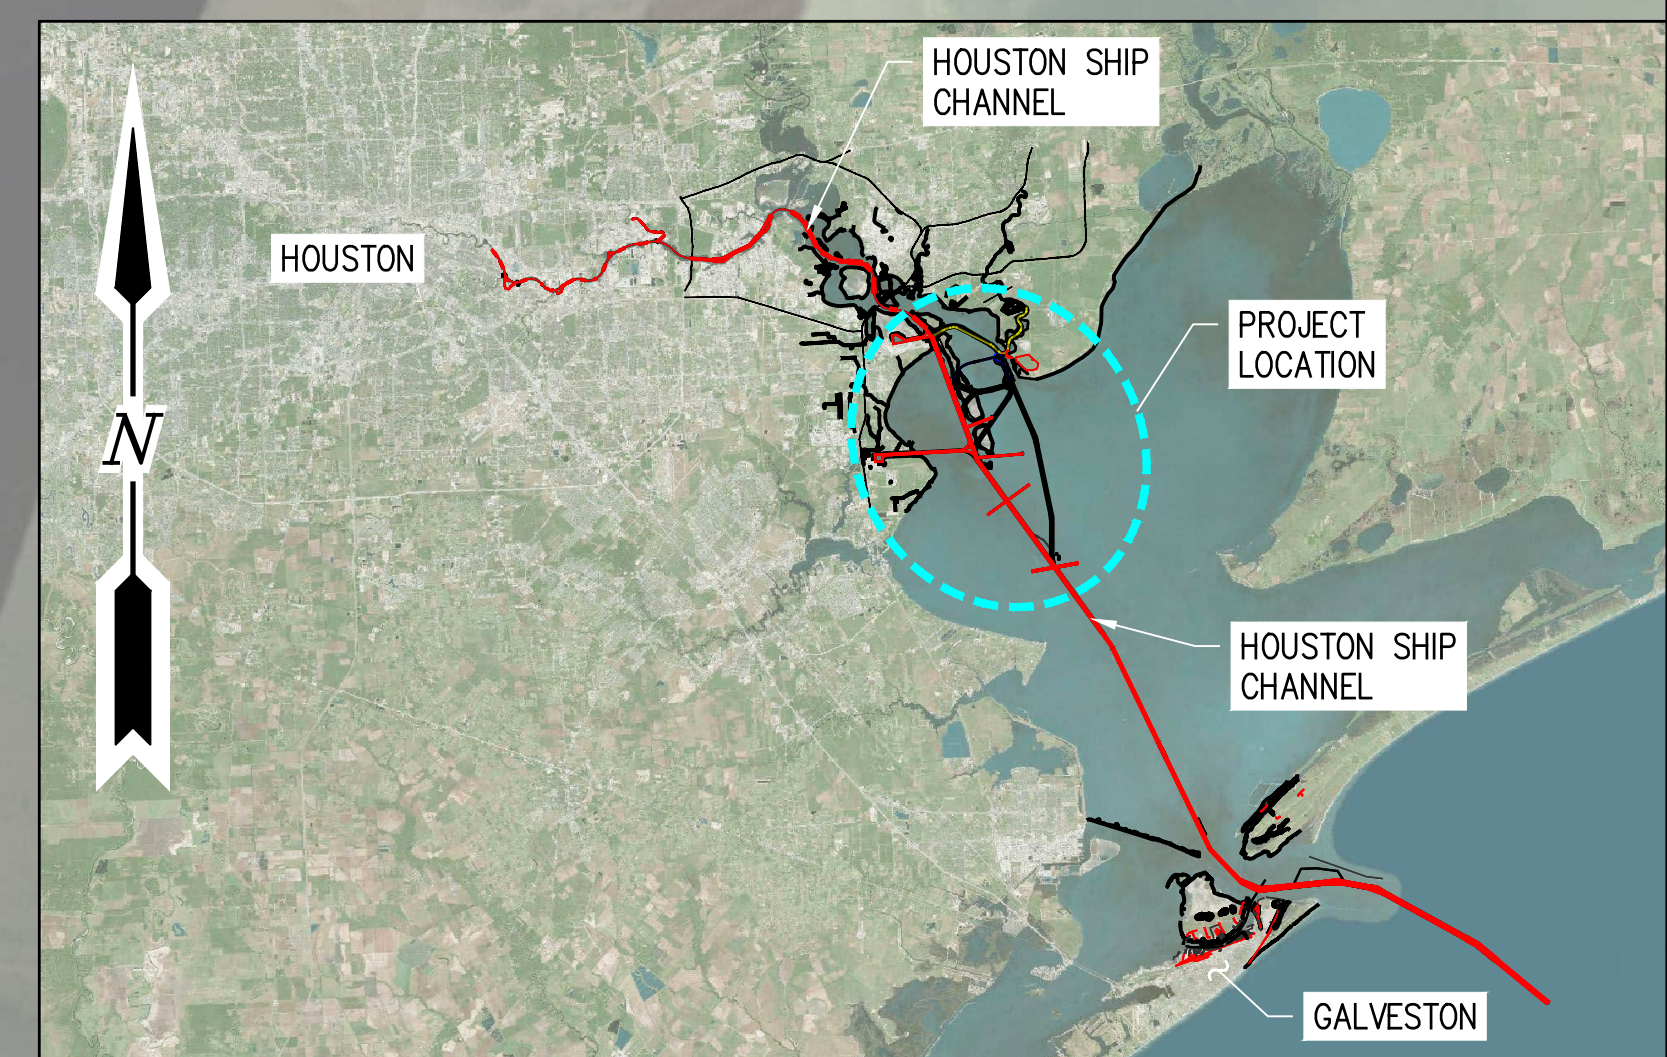 HOUSTON SHIP
CHANNEL
HOUSTON
PROJECT
LOCATION
N
HOUSTON SHIP
CHANNEL
GALVESTON